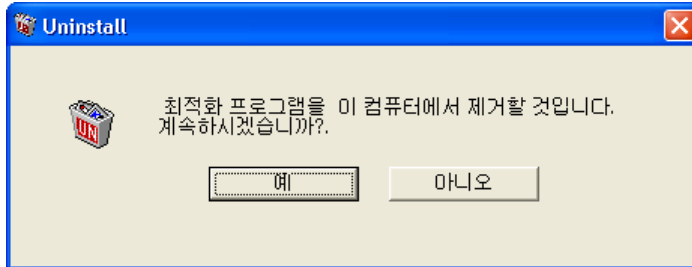 Uninstall
최적화 프로그램을  이 컴퓨터에서 제거할 것입니다.
계속하시겠습니까?.
UN
예
아니오